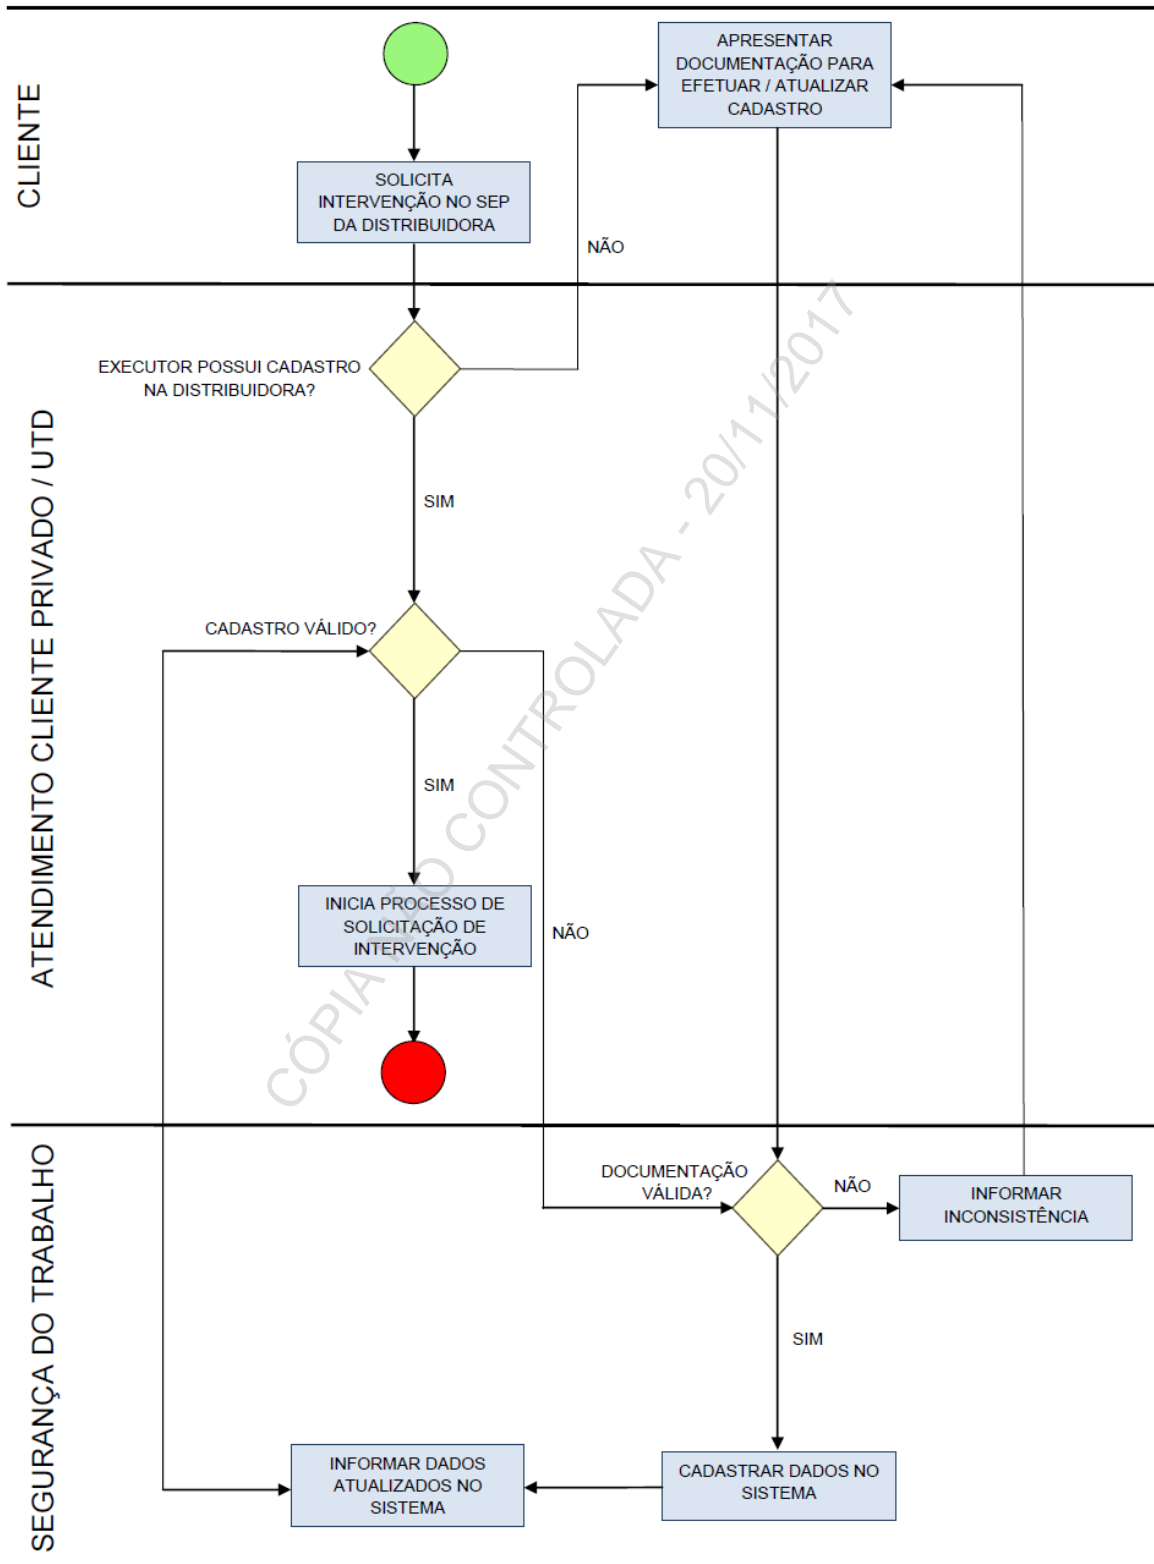 CLIENTE
APRESENTAR
DOCUMENTAÇÃO PARA
EFETUAR / ATUALIZAR
CADASTRO
SOLICITA
INTERVENÇÃO NO SEP
DA DISTRIBUIDORA
NÃO
ATENDIMENTO CLIENTE PRIVADO / UTD
EXECUTOR POSSUI CADASTRO
NA DISTRIBUIDORA?
SIM
CADASTRO VÁLIDO?
SIM
INICIA PROCESSO DE
SOLICITAÇÃO DE
INTERVENÇÃO
NÃO
CÓPIA NÃO CONTROLADA - 20/11/2017
SEGURANÇA DO TRABALHO
DOCUMENTAÇÃO
VÁLIDA?
NÃO
INFORMAR
INCONSISTÊNCIA
SIM
INFORMAR DADOS
ATUALIZADOS NO
SISTEMA
CADASTRAR DADOS NO
SISTEMA